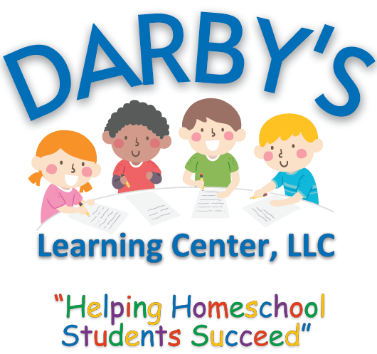 DARBY'S
Learning Center, LLC
"Helping Homeschool
Students Succeed"